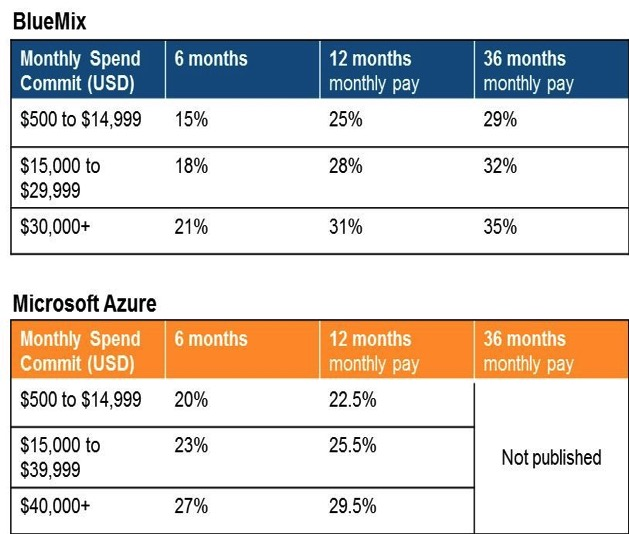 BlueMix
Monthly Spend Commit (USD) 6 months 12 months monthly pay 36 months monthly pay
$500 to $14,999 15% 25% 29%
$15,000 to $29,999 18% 28% 32%
$30,000+ 21% 31% 35%
Microsoft Azure
Monthly Spend Commit (USD) 6 months 12 months monthly pay 36 months monthly pay
$500 to $14,999 20% 22.5%
$15,000 to $39,999 23% 25.5% Not published
$40,000+ 27% 29.5%